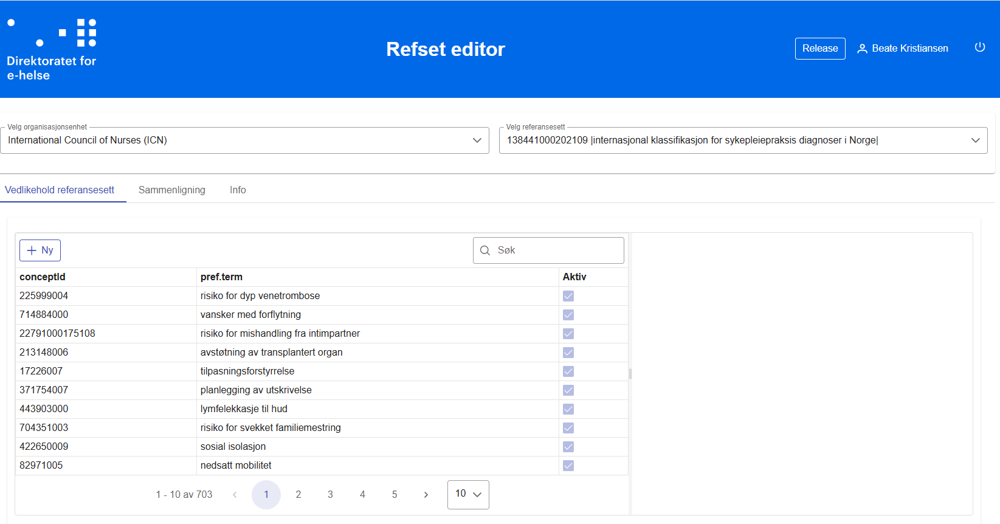 Direktoratet for
e-helse
Refset editor
Release
Beate Kristiansen
Velg organisasjonsenhet
International Council of Nurses (ICN)
Velg referansesett
138441000202109 |internasjonal klassifikasjon for sykepleiepraksis diagnoser i Norge|
Vedlikehold referansesett Sammenligning Info
Ny
Søk
conceptId pref.term Aktiv
225999004 risiko for dyp venetrombose
714884000 vansker med forflytning
22791000175108 risiko for mishandling fra intimpartner
213148006 avstøtning av transplantert organ
17226007 tilpasningsforstyrrelse
371754007 planlegging av utskrivelse
443903000 lymfelekkasje til hud
704351003 risiko for svekket familiemestring
422650009 sosial isolasjon
82971005 nedsatt mobilitet
1 - 10 av 703 ‹ 1 2 3 4 5 › 10